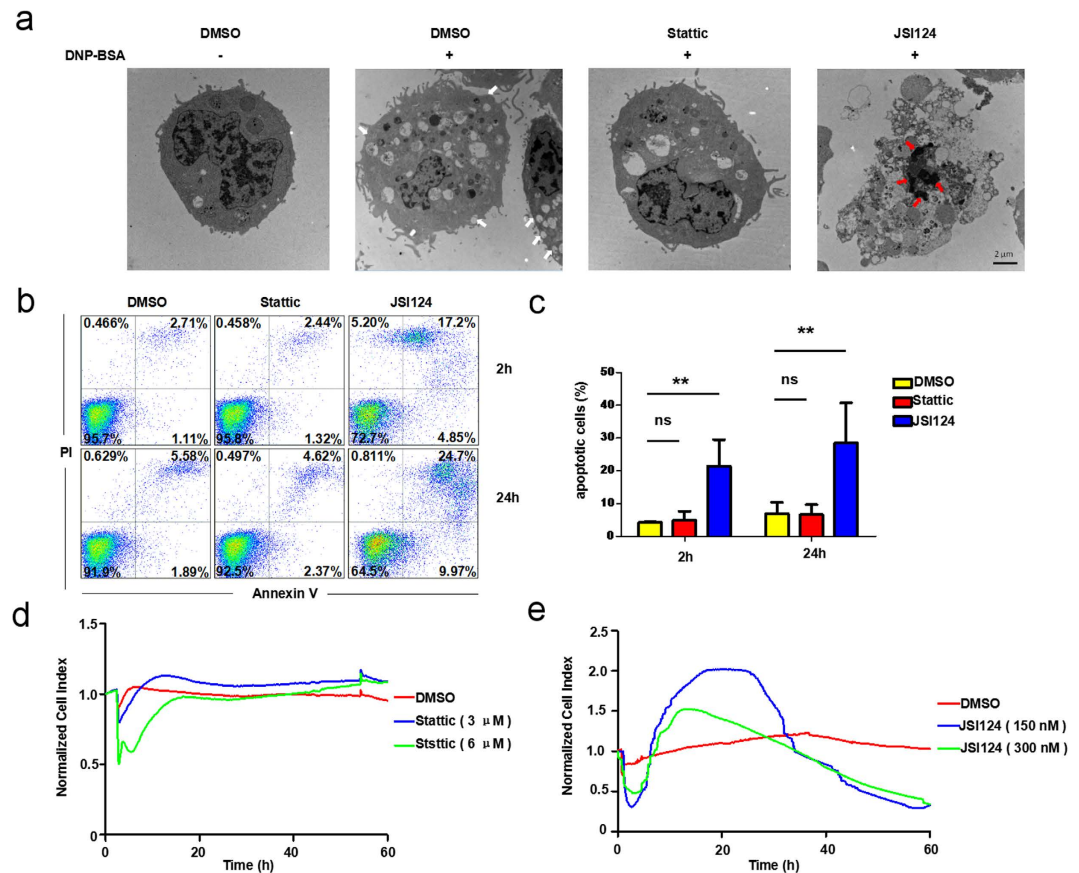 a
DMSO DMSO Stattic JSI124
DNP-BSA - + + +
2 μm
b
DMSO Stattic JSI124
0.466% 2.71% 0.458% 2.44% 5.20% 17.2%
2h
95.7% 1.11% 95.8% 1.32% 72.7% 4.85%
PI
0.629% 5.58% 0.497% 4.62% 0.811% 24.7%
24h
91.9% 1.89% 92.5% 2.37% 64.5% 9.97%
Annexin V
c
**
**
ns
ns
apoptotic cells (%)
50
40
30
20
10
0
2h 24h
DMSO
Stattic
JSI124
d
Normalized Cell Index
1.5
1.0
0.5
0
0 20 40 60
Time (h)
DMSO
Stattic ( 3 μM )
Ststtic ( 6 μM )
e
Normalized Cell Index
2.5
2.0
1.5
1.0
0.5
0
0 20 40 60
Time (h)
DMSO
JSI124 ( 150 nM )
JSI124 ( 300 nM )